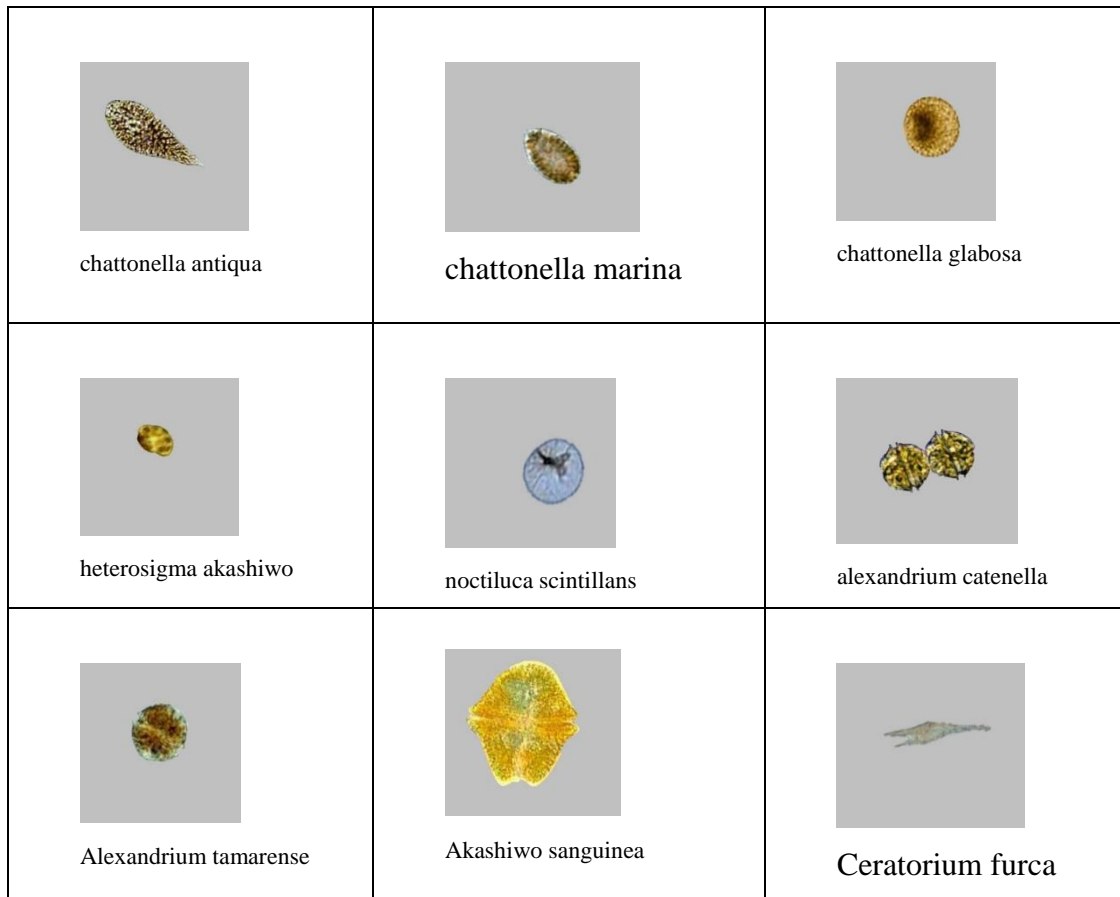 chattonella antiqua
chattonella marina
chattonella glabosa
heterosigma akashiwo
noctiluca scintillans
alexandrium catenella
Alexandrium tamarense
Akashiwo sanguinea
Ceratorium furca